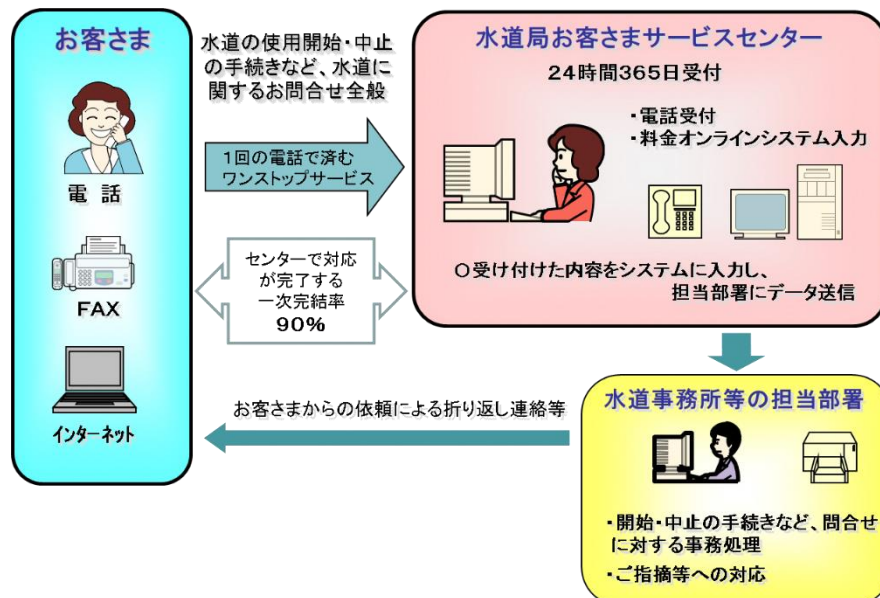 お客さま
電 話
FAX
インターネット
水道の使用開始・中止
の手続きなど、水道に
関するお問合せ全般
1回の電話で済む
ワンストップサービス
センターで対応
が完了する
一次完結率
90%
水道局お客さまサービスセンター
24時間365日受付
・電話受付
・料金オンラインシステム入力
○受け付けた内容をシステムに入力し、
担当部署にデータ送信
お客さまからの依頼による折り返し連絡等
水道事務所等の担当部署
・開始・中止の手続きなど、問合せ
に対する事務処理
・ご指摘等への対応